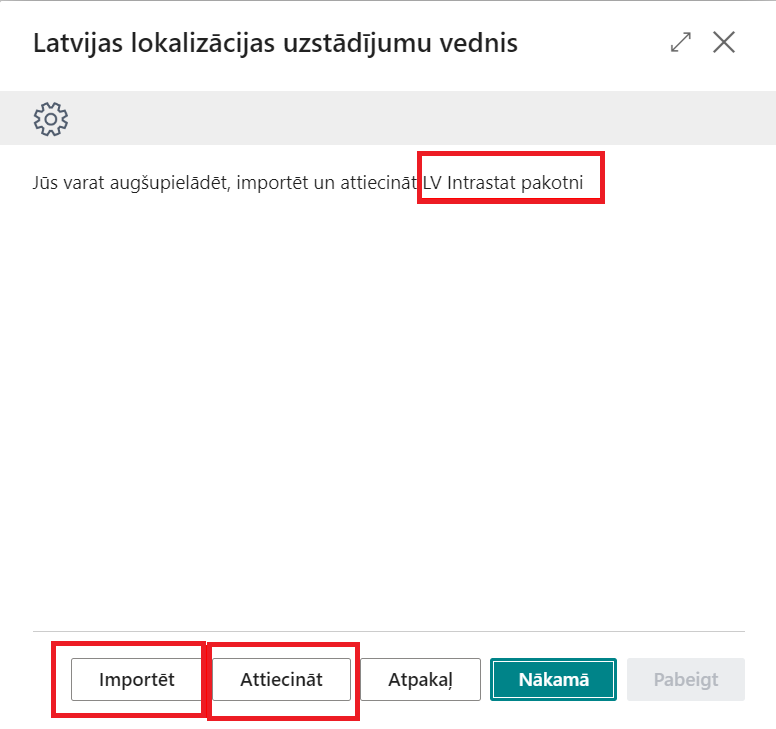 Latvijas lokalizācijas uzstādījumu vednis
Jūs varat augšupielādēt, importēt un attiecināt LV Intrastat pakotni
Importēt Attiecināt Atpakaļ Nākamā Pabeigt